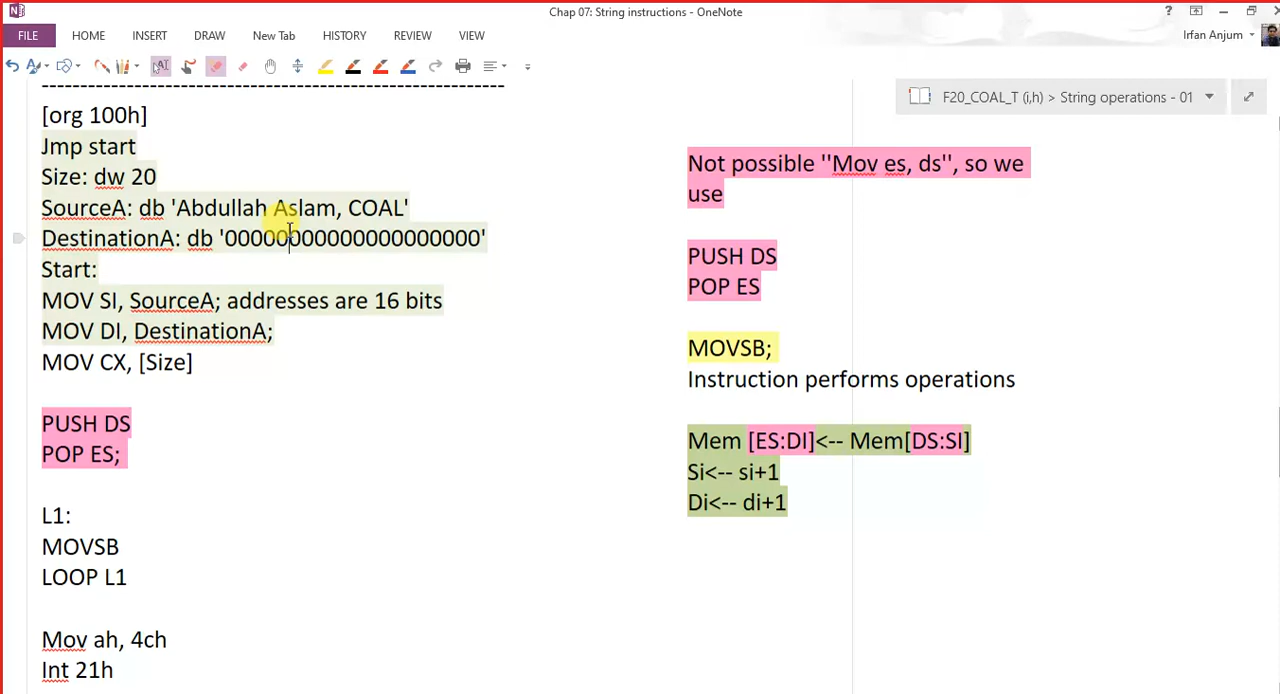 Chap 07: String instructions - OneNote
?
FILE HOME INSERT DRAW New Tab HISTORY REVIEW VIEW
Irfan Anjum
F20_COAL_T (i,h) > String operations - 01
-------------------------------------------------------
[org 100h]
Jmp start
Size: dw 20
SourceA: db 'Abdullah Aslam, COAL'
DestinationA: db '00000000000000000000'
Start:
MOV SI, SourceA; addresses are 16 bits
MOV DI, DestinationA;
MOV CX, [Size]
PUSH DS
POP ES;
L1:
MOVSB
LOOP L1
Mov ah, 4ch
Int 21h
Not possible ''Mov es, ds'', so we
use
PUSH DS
POP ES
MOVSB;
Instruction performs operations
Mem [ES:DI]<-- Mem[DS:SI]
Si<-- si+1
Di<-- di+1